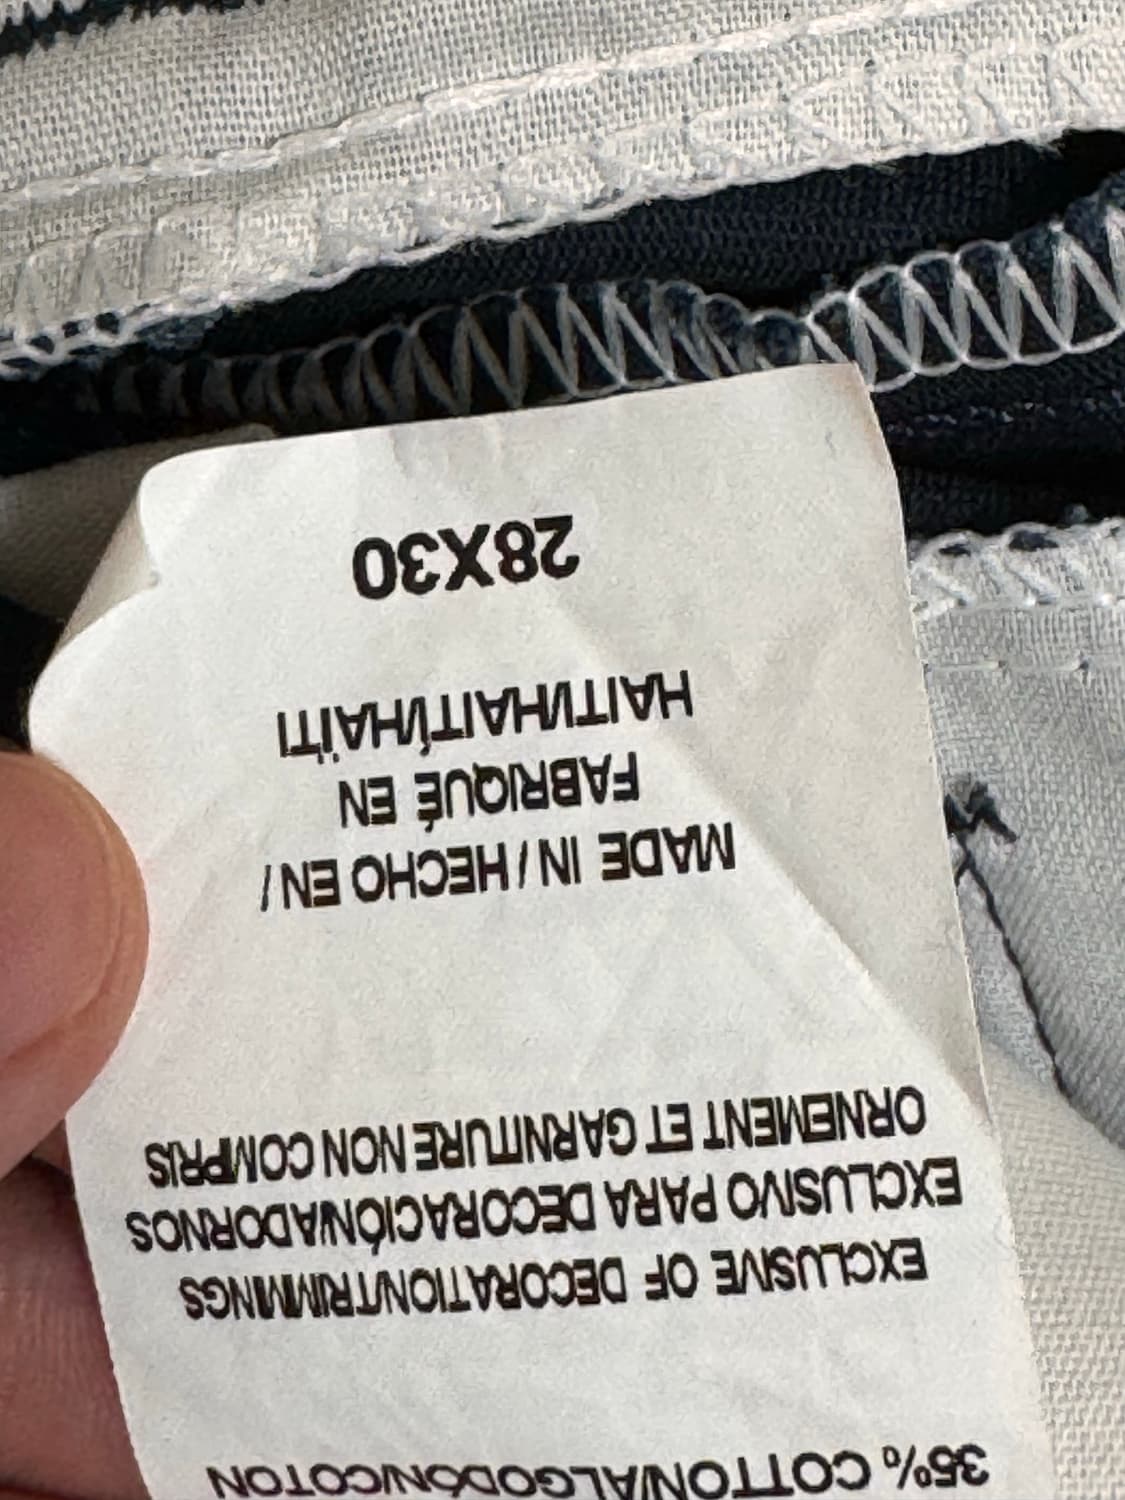 35% COTTON/ALGODÓN/COTON
EXCLUSIVE OF DECORATION/TRIMMINGS
EXCLUSIVO PARA DECORACIÓN/ADORNOS
ORNEMENT ET GARNITURE NON COMPRIS
MADE IN / HECHO EN /
FABRIQUÉ EN
HAITI/HAITÍ/HAÏTI
28X30